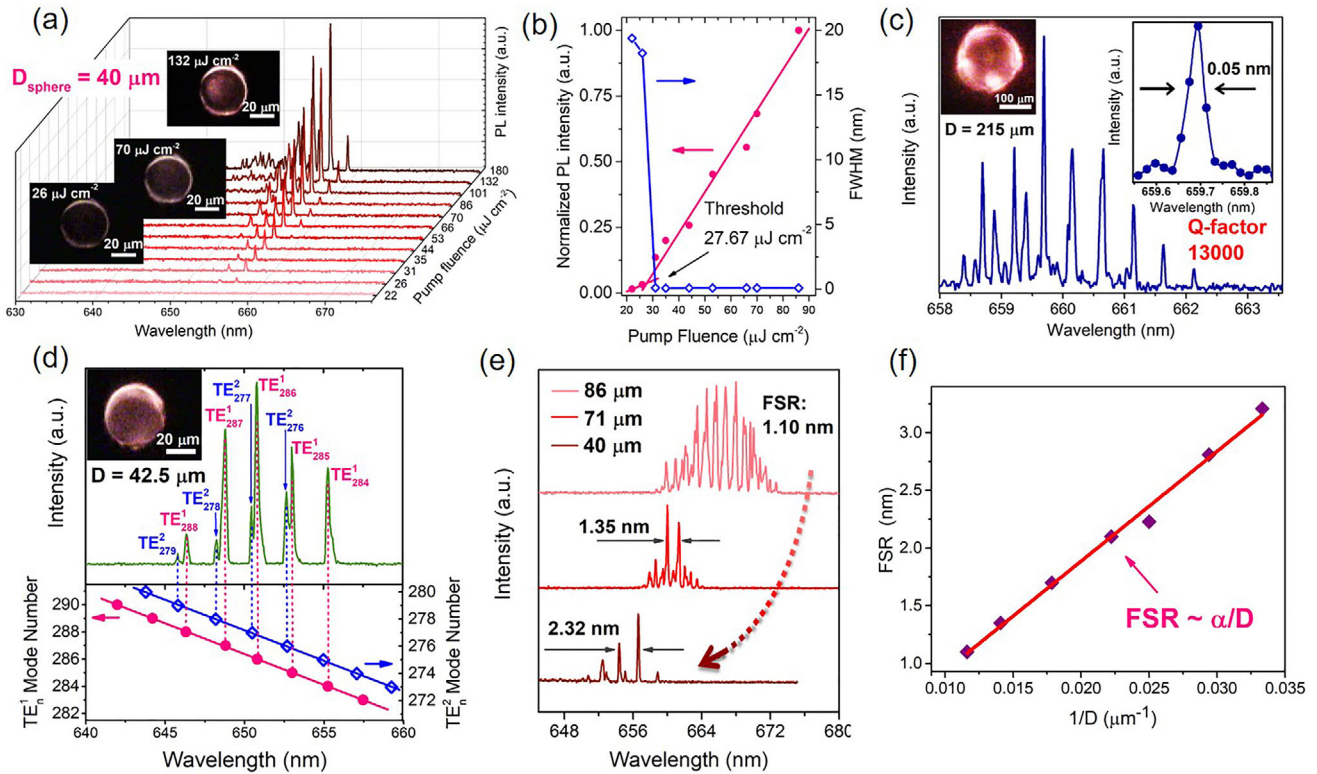 (a)
D_sphere = 40 μm
132 μJ cm⁻²
20 μm
70 μJ cm⁻²
20 μm
26 μJ cm⁻²
20 μm
PL intensity (a.u.)
180
132
101
86
70
66
53
44
35
31
26
22
Pump fluence (μJ cm⁻²)
630 640 650 660 670
Wavelength (nm)
(b)
1.00
0.75
0.50
0.25
0.00
Normalized PL intensity (a.u.)
20
15
10
5
0
FWHM (nm)
Threshold
27.67 μJ cm⁻²
20 30 40 50 60 70 80 90
Pump Fluence (μJ cm⁻²)
(c)
100 μm
D = 215 μm
Intensity (a.u.)
0.05 nm
Intensity (a.u.)
659.6 659.7 659.8
Wavelength (nm)
Q-factor
13000
658 659 660 661 662 663
Wavelength (nm)
(d)
20 μm
D = 42.5 μm
Intensity (a.u.)
TE²₂₇₉
TE¹₂₈₈
TE²₂₇₈
TE¹₂₈₇
TE²₂₇₇
TE¹₂₈₆
TE²₂₇₆
TE¹₂₈₅
TE¹₂₈₄
290
288
286
284
282
TE¹ₙ Mode Number
280
278
276
274
272
TE²ₙ Mode Number
640 645 650 655 660
Wavelength (nm)
(e)
86 μm
71 μm
40 μm
FSR:
1.10 nm
1.35 nm
2.32 nm
Intensity (a.u.)
648 656 664 672 680
Wavelength (nm)
(f)
3.0
2.5
2.0
1.5
1.0
FSR (nm)
FSR ~ α/D
0.010 0.015 0.020 0.025 0.030 0.035
1/D (μm⁻¹)